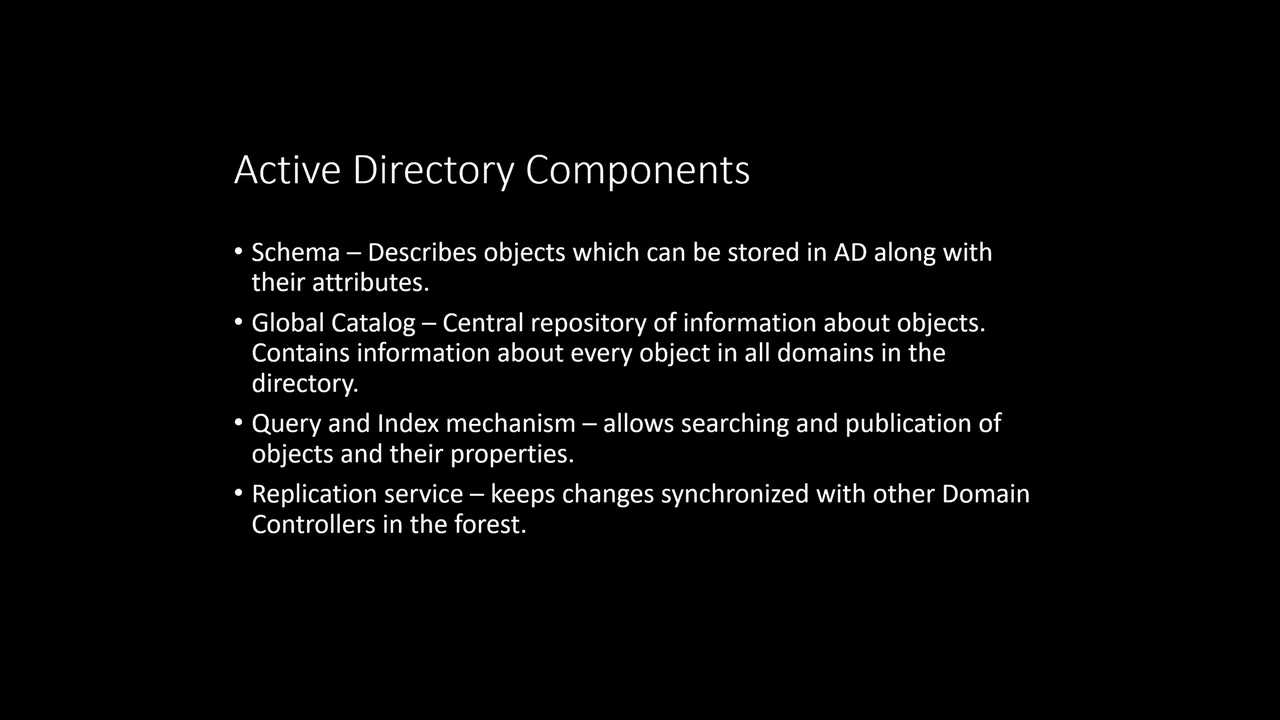 Active Directory Components
• Schema – Describes objects which can be stored in AD along with
their attributes.
• Global Catalog – Central repository of information about objects.
Contains information about every object in all domains in the
directory.
• Query and Index mechanism – allows searching and publication of
objects and their properties.
• Replication service – keeps changes synchronized with other Domain
Controllers in the forest.